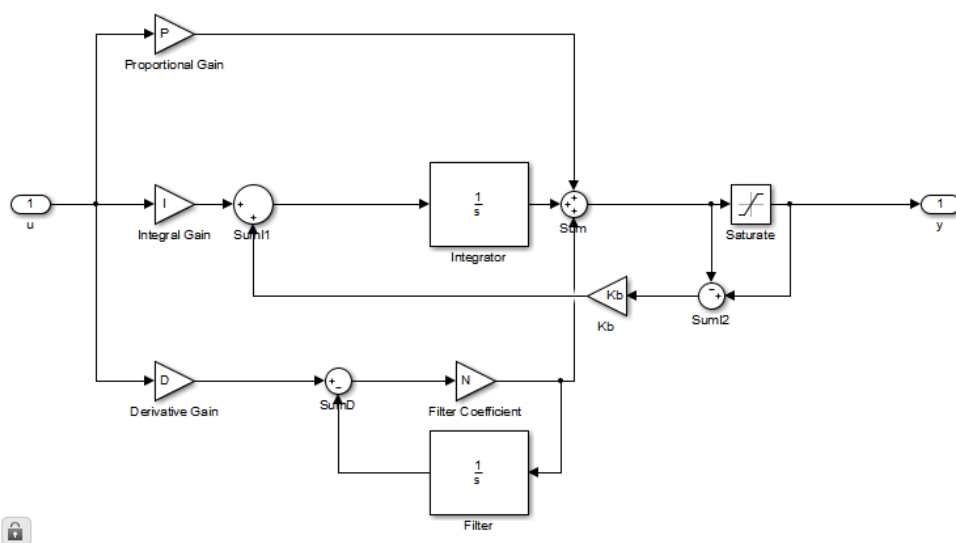 P
Proportional Gain
1
u
I
Integral Gain
+
+
SumI1
1
s
Integrator
+
+
+
Sum
Saturate
1
y
Kb
Kb
−
+
SumI2
D
Derivative Gain
+
−
SumD
N
Filter Coefficient
1
s
Filter